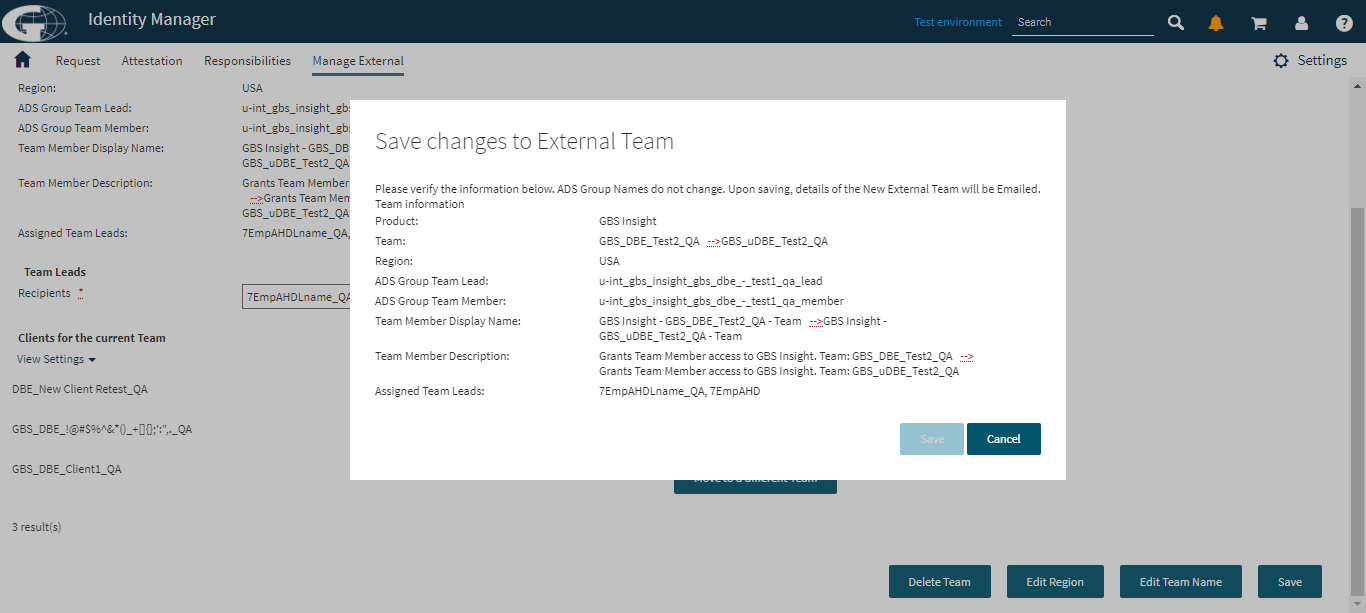 Identity Manager
Test environment
Search
Request Attestation Responsibilities Manage External
Settings
Region: USA
ADS Group Team Lead: u-int_gbs_insight_gbs
ADS Group Team Member: u-int_gbs_insight_gbs
Team Member Display Name: GBS Insight - GBS_DB
GBS_uDBE_Test2_QA
Team Member Description: Grants Team Member
-->Grants Team Mem
GBS_uDBE_Test2_QA
Assigned Team Leads: 7EmpAHDLname_QA,
Team Leads
Recipients * 7EmpAHDLname_QA
Clients for the current Team
View Settings
DBE_New Client Retest_QA
GBS_DBE_!@#$%^&*()_+[]{};':",._QA
GBS_DBE_Client1_QA
3 result(s)
Save changes to External Team
Please verify the information below. ADS Group Names do not change. Upon saving, details of the New External Team will be Emailed.
Team information
Product: GBS Insight
Team: GBS_DBE_Test2_QA -->GBS_uDBE_Test2_QA
Region: USA
ADS Group Team Lead: u-int_gbs_insight_gbs_dbe_-_test1_qa_lead
ADS Group Team Member: u-int_gbs_insight_gbs_dbe_-_test1_qa_member
Team Member Display Name: GBS Insight - GBS_DBE_Test2_QA - Team -->GBS Insight -
GBS_uDBE_Test2_QA - Team
Team Member Description: Grants Team Member access to GBS Insight. Team: GBS_DBE_Test2_QA -->
Grants Team Member access to GBS Insight. Team: GBS_uDBE_Test2_QA
Assigned Team Leads: 7EmpAHDLname_QA, 7EmpAHD
Save Cancel
Move to a different Team
Delete Team Edit Region Edit Team Name Save